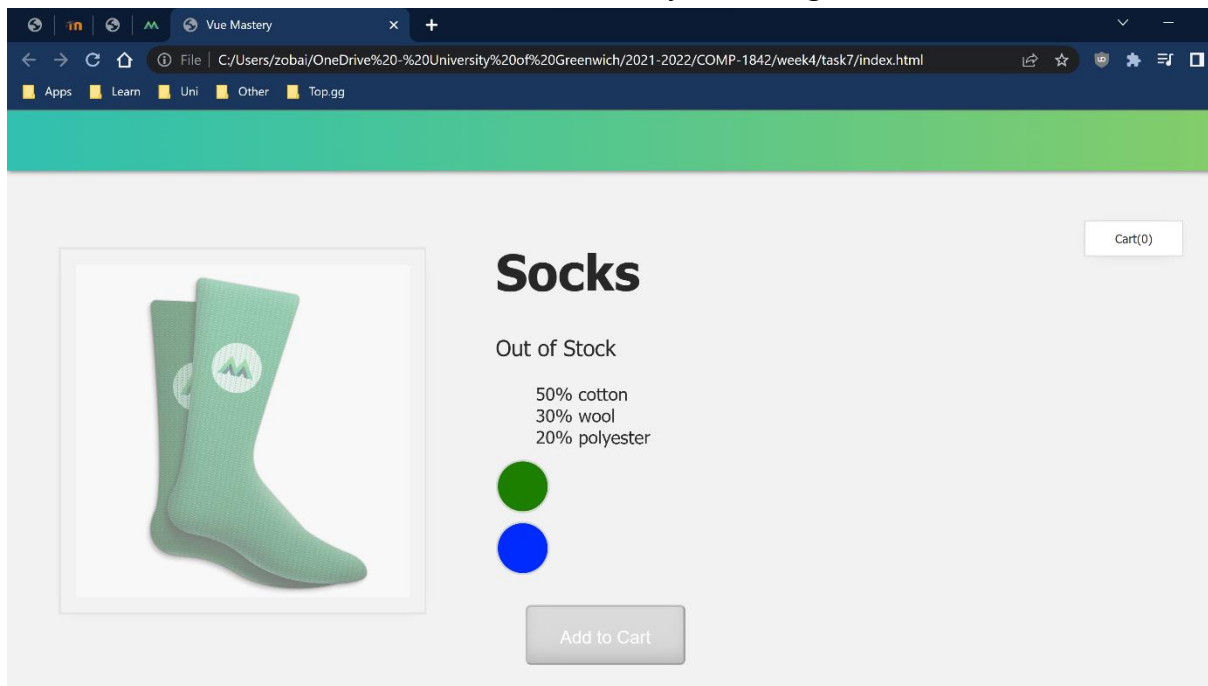 Vue Mastery
File C:/Users/zobai/OneDrive%20-%20University%20of%20Greenwich/2021-2022/COMP-1842/week4/task7/index.html
Apps Learn Uni Other Top.gg
Cart(0)
Socks
Out of Stock
50% cotton
30% wool
20% polyester
Add to Cart